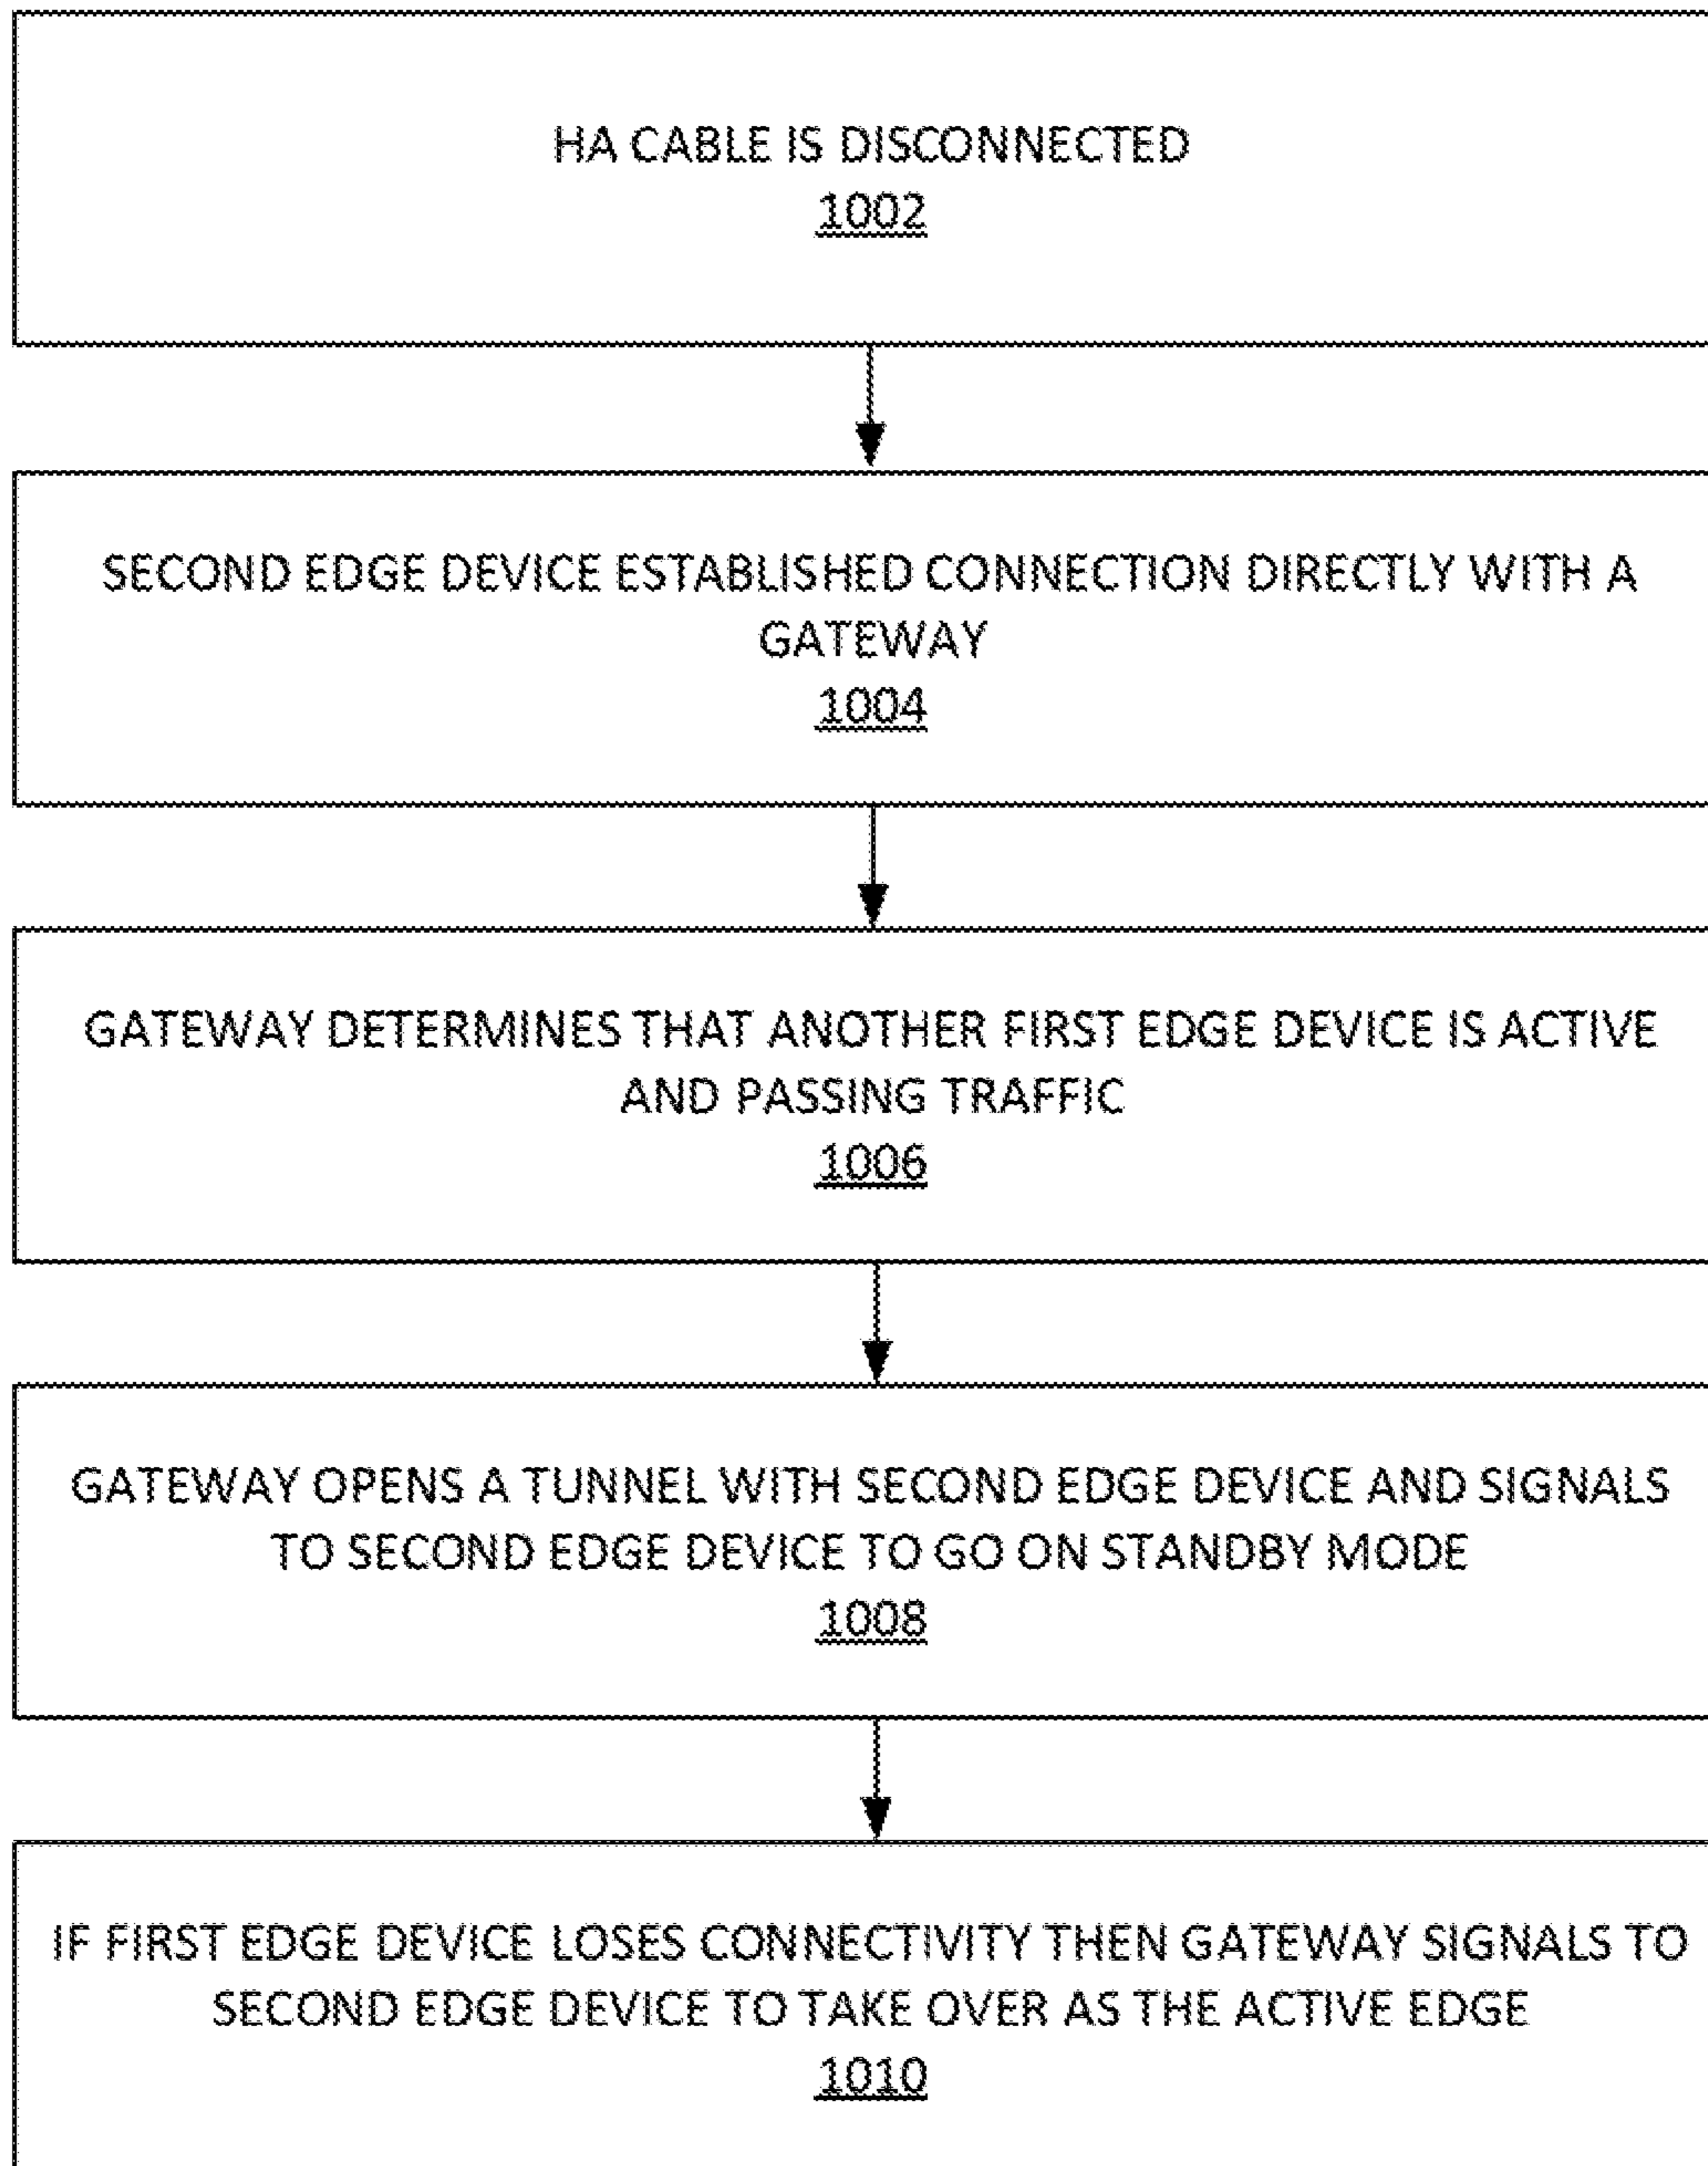 HA CABLE IS DISCONNECTED
1002
SECOND EDGE DEVICE ESTABLISHED CONNECTION DIRECTLY WITH A
GATEWAY
1004
GATEWAY DETERMINES THAT ANOTHER FIRST EDGE DEVICE IS ACTIVE
AND PASSING TRAFFIC
1006
GATEWAY OPENS A TUNNEL WITH SECOND EDGE DEVICE AND SIGNALS
TO SECOND EDGE DEVICE TO GO ON STANDBY MODE
1008
IF FIRST EDGE DEVICE LOSES CONNECTIVITY THEN GATEWAY SIGNALS TO
SECOND EDGE DEVICE TO TAKE OVER AS THE ACTIVE EDGE
1010